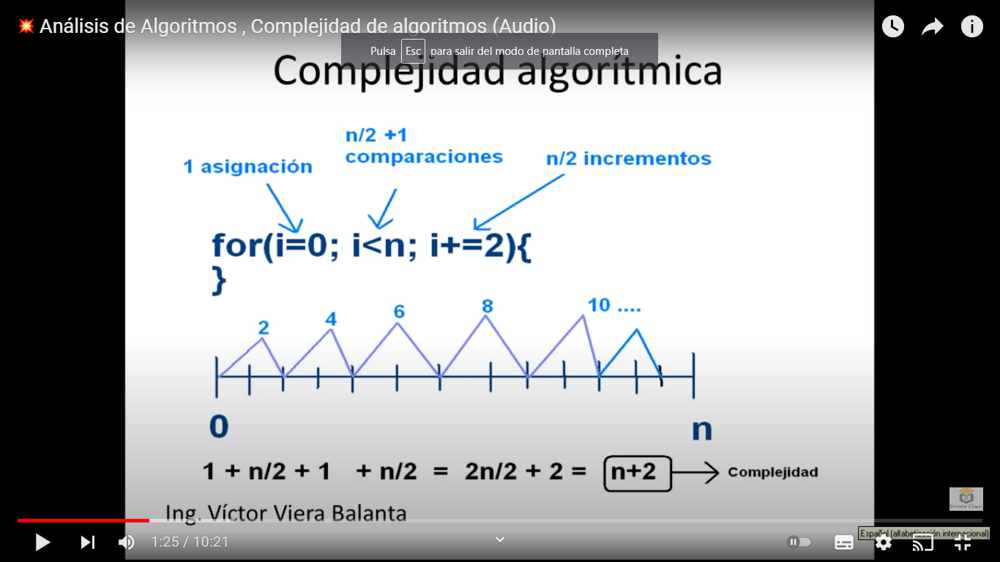 💥 Análisis de Algoritmos , Complejidad de algoritmos (Audio)
Pulsa Esc para salir del modo de pantalla completa
Complejidad algorítmica
n/2 +1
comparaciones
1 asignación
n/2 incrementos
for(i=0; i<n; i+=2){
}
2 4 6 8 10 ....
0 n
1 + n/2 + 1 + n/2 = 2n/2 + 2 = n+2 Complejidad
Ing. Víctor Viera Balanta
Viera Class
1:25 / 10:21
Español (alfabetización internacional)